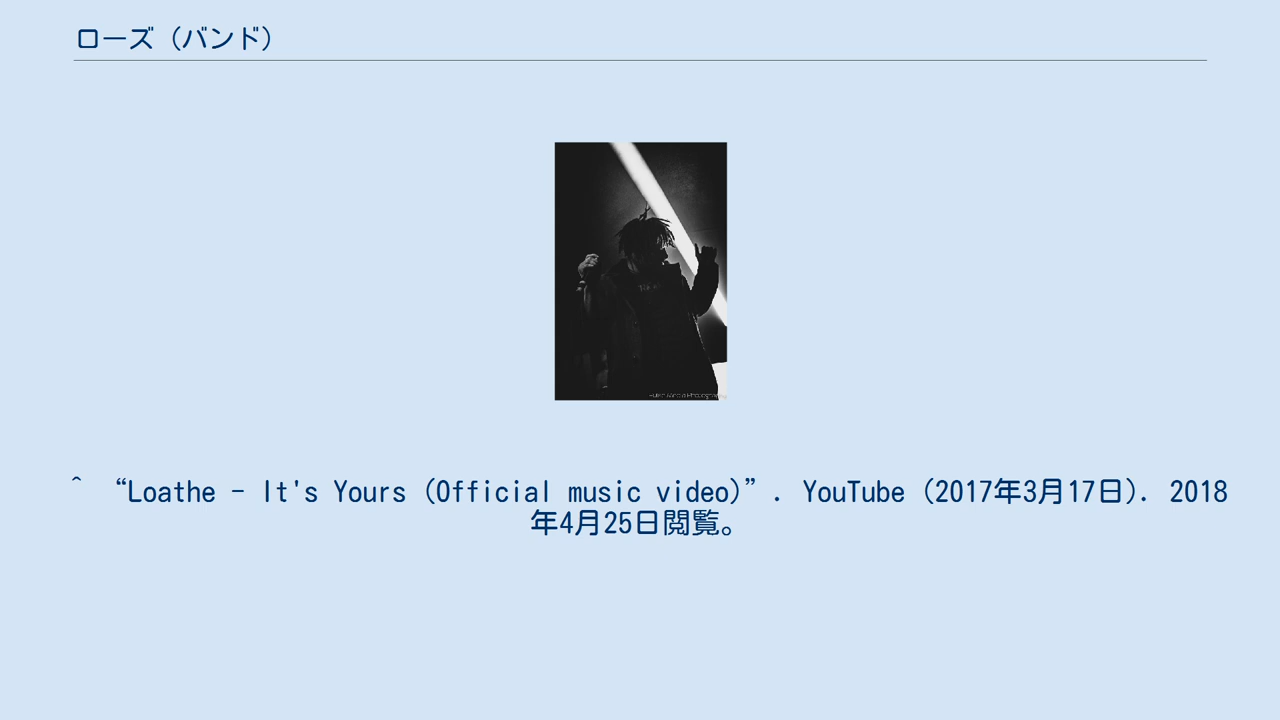 ローズ（バンド）
^ “Loathe - It's Yours (Official music video)”. YouTube (2017年3月17日). 2018
年4月25日閲覧。